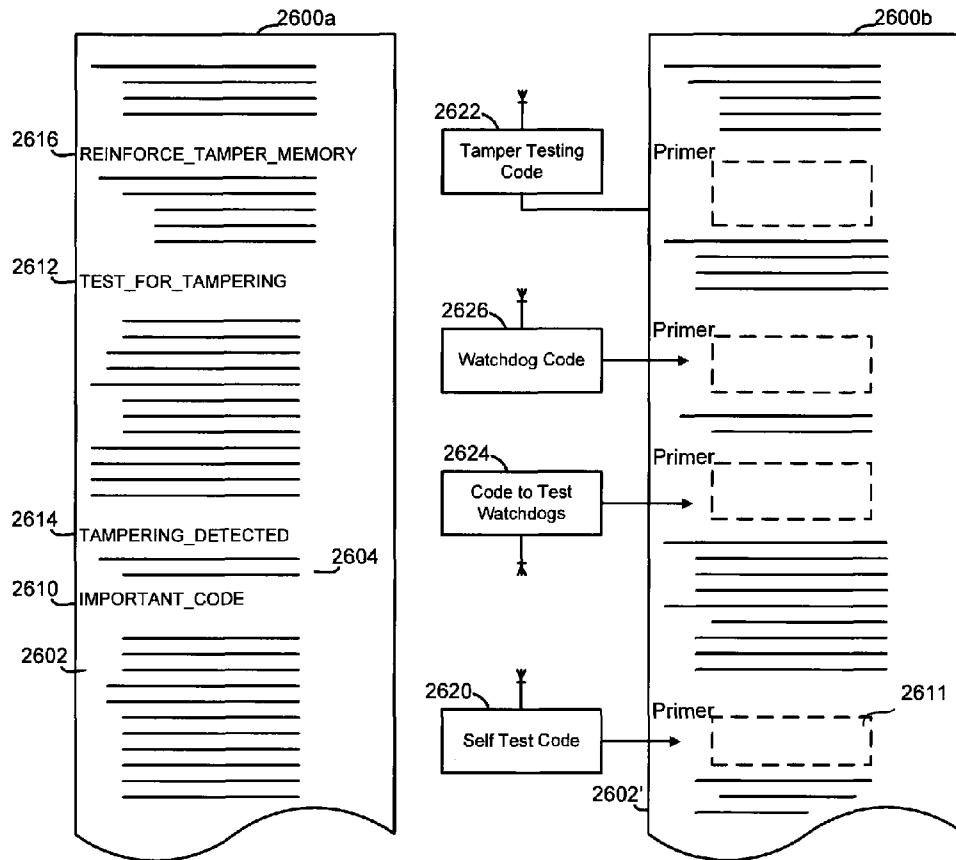 2600a
2600b
2616
REINFORCE_TAMPER_MEMORY
2622
Tamper Testing
Code
Primer
2612
TEST_FOR_TAMPERING
2626
Watchdog Code
Primer
2624
Code to Test
Watchdogs
Primer
2614
TAMPERING_DETECTED
2604
2610
IMPORTANT_CODE
2602
2620
Self Test Code
Primer
2611
2602'